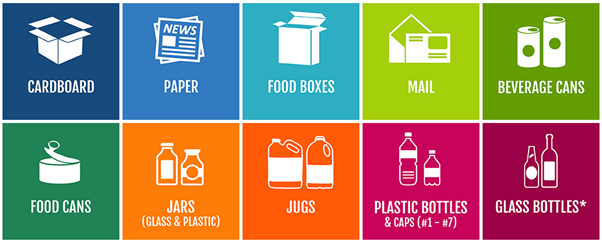 CARDBOARD
NEWS
PAPER
FOOD BOXES
MAIL
BEVERAGE CANS
FOOD CANS
JARS
(GLASS & PLASTIC)
JUGS
PLASTIC BOTTLES
& CAPS (#1 - #7)
GLASS BOTTLES*